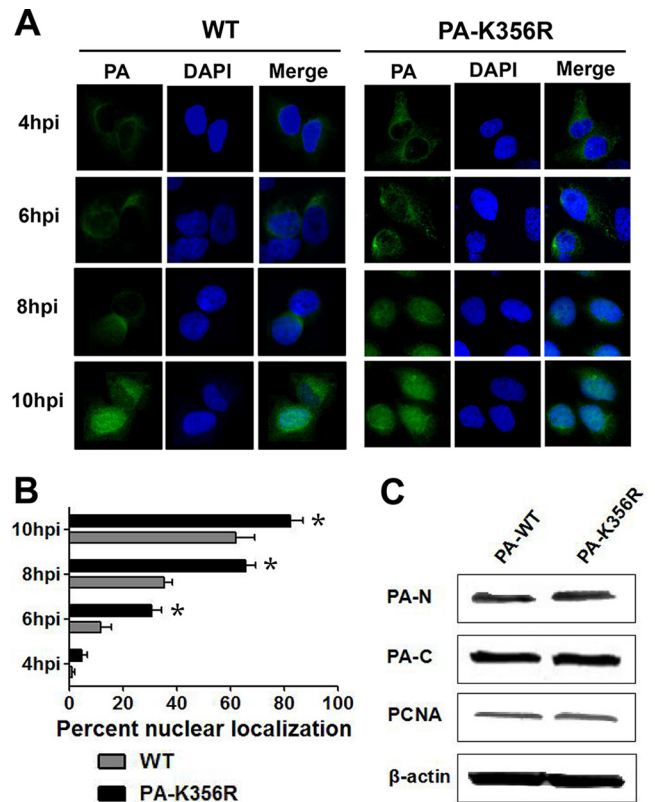 A
WT
PA-K356R
PA DAPI Merge PA DAPI Merge
4hpi
6hpi
8hpi
10hpi
B
10hpi
8hpi
6hpi
4hpi
*
*
*
0 20 40 60 80 100
Percent nuclear localization
WT
PA-K356R
C
PA-WT
PA-K356R
PA-N
PA-C
PCNA
β-actin